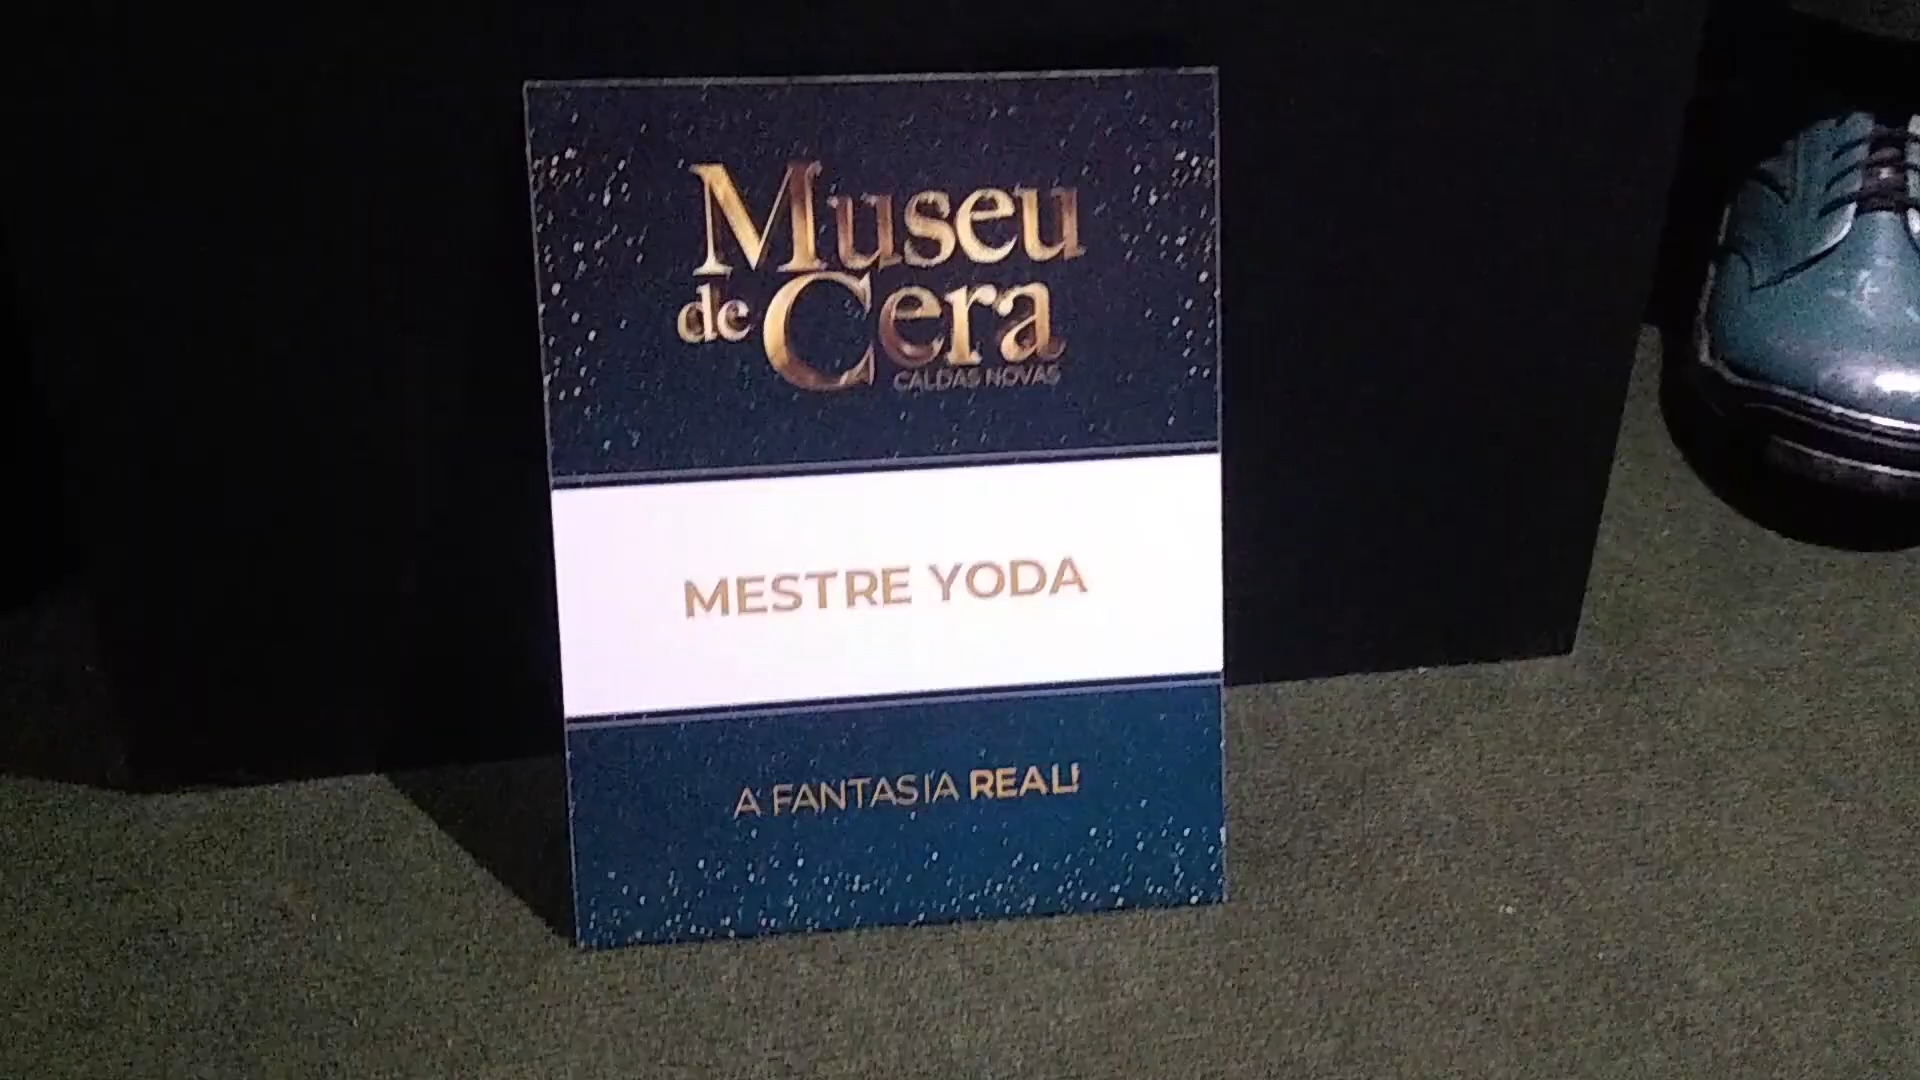 Museu
de Cera
CALDAS NOVAS
MESTRE YODA
A FANTASIA REAL!